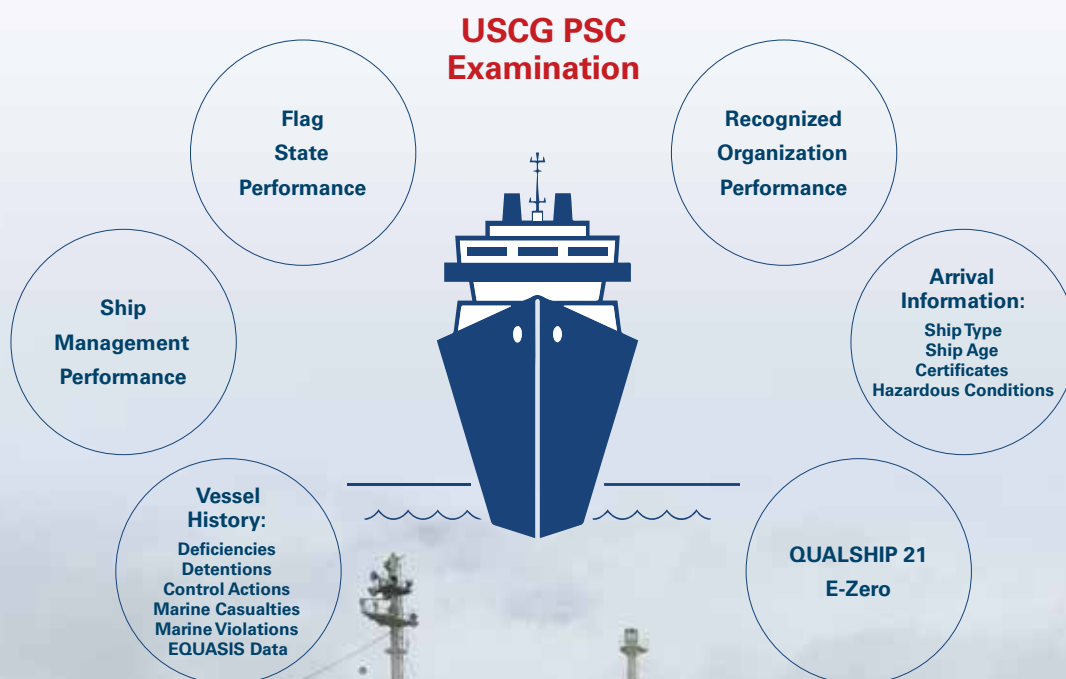 USCG PSC
Examination
Flag
State
Performance
Recognized
Organization
Performance
Ship
Management
Performance
Arrival
Information:
Ship Type
Ship Age
Certificates
Hazardous Conditions
Vessel
History:
Deficiencies
Detentions
Control Actions
Marine Casualties
Marine Violations
EQUASIS Data
QUALSHIP 21
E-Zero